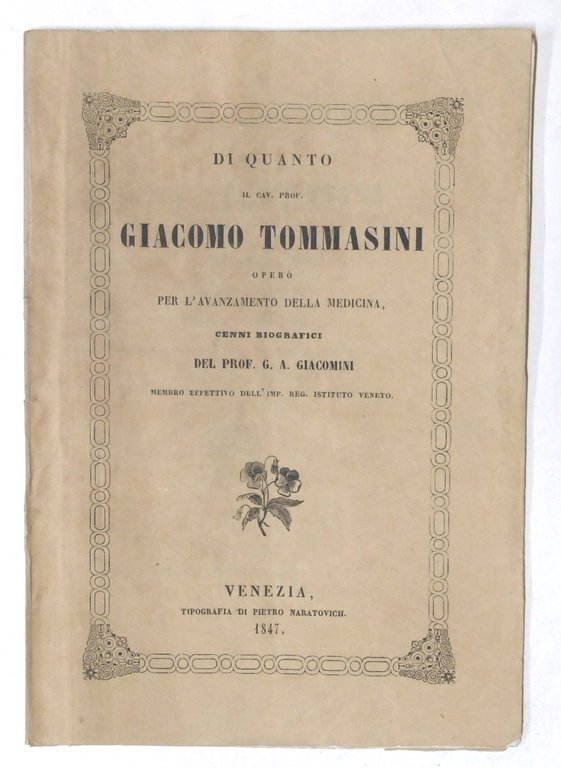 DI QUANTO
IL CAV. PROF.
GIACOMO TOMMASINI
OPERÒ
PER L'AVANZAMENTO DELLA MEDICINA,
CENNI BIOGRAFICI
DEL PROF. G. A. GIACOMINI
MEMBRO EFFETTIVO DELL'IMP. REG. ISTITUTO VENETO.
VENEZIA,
TIPOGRAFIA DI PIETRO NARATOVICH.
1847.